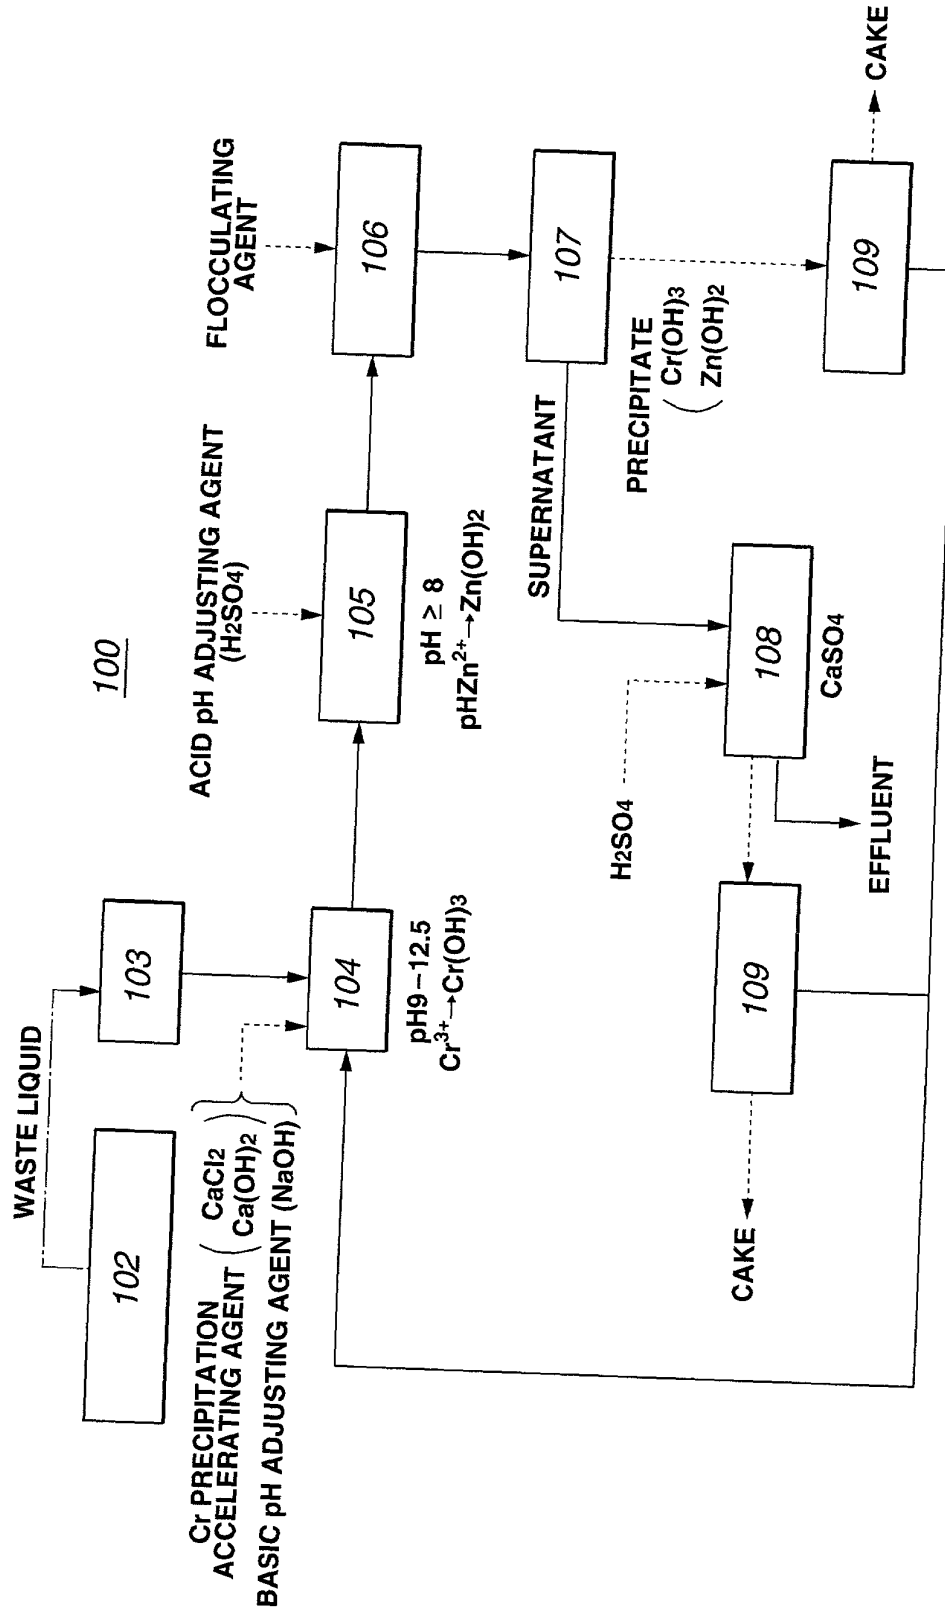 100
WASTE LIQUID
102
103
Cr PRECIPITATION
ACCELERATING AGENT
( CaCl2
Ca(OH)2 )
BASIC pH ADJUSTING AGENT (NaOH)
104
pH9-12.5
Cr3+→Cr(OH)3
ACID pH ADJUSTING AGENT
(H2SO4)
105
pH ≥ 8
pHZn2+→Zn(OH)2
FLOCCULATING
AGENT
106
107
SUPERNATANT
PRECIPITATE
( Cr(OH)3
Zn(OH)2
H2SO4
108
CaSO4
EFFLUENT
109
CAKE
109
CAKE